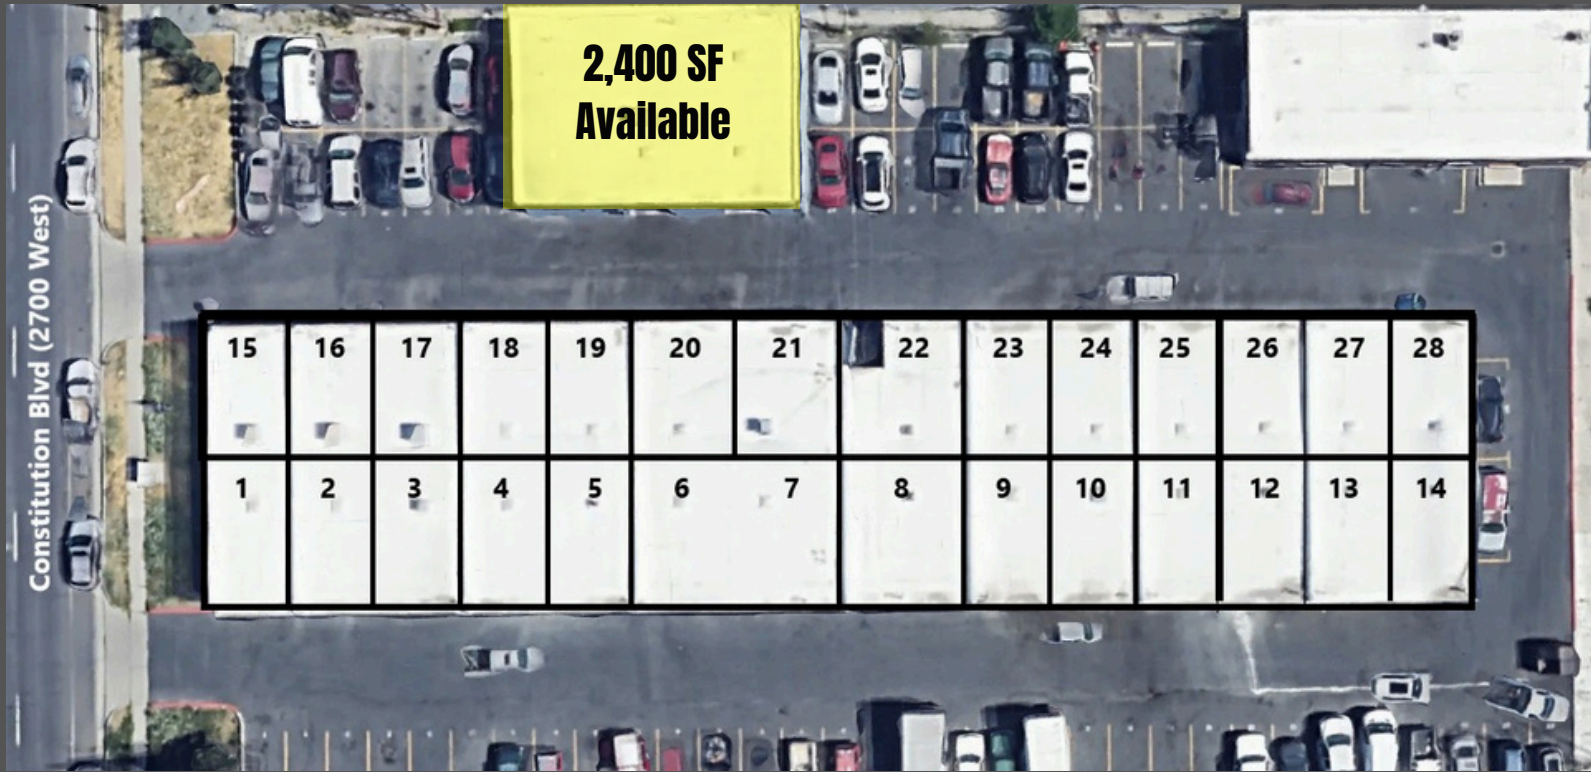 2,400 SF
Available
Constitution Blvd (2700 West)
15 16 17 18 19 20 21 22 23 24 25 26 27 28
1 2 3 4 5 6 7 8 9 10 11 12 13 14